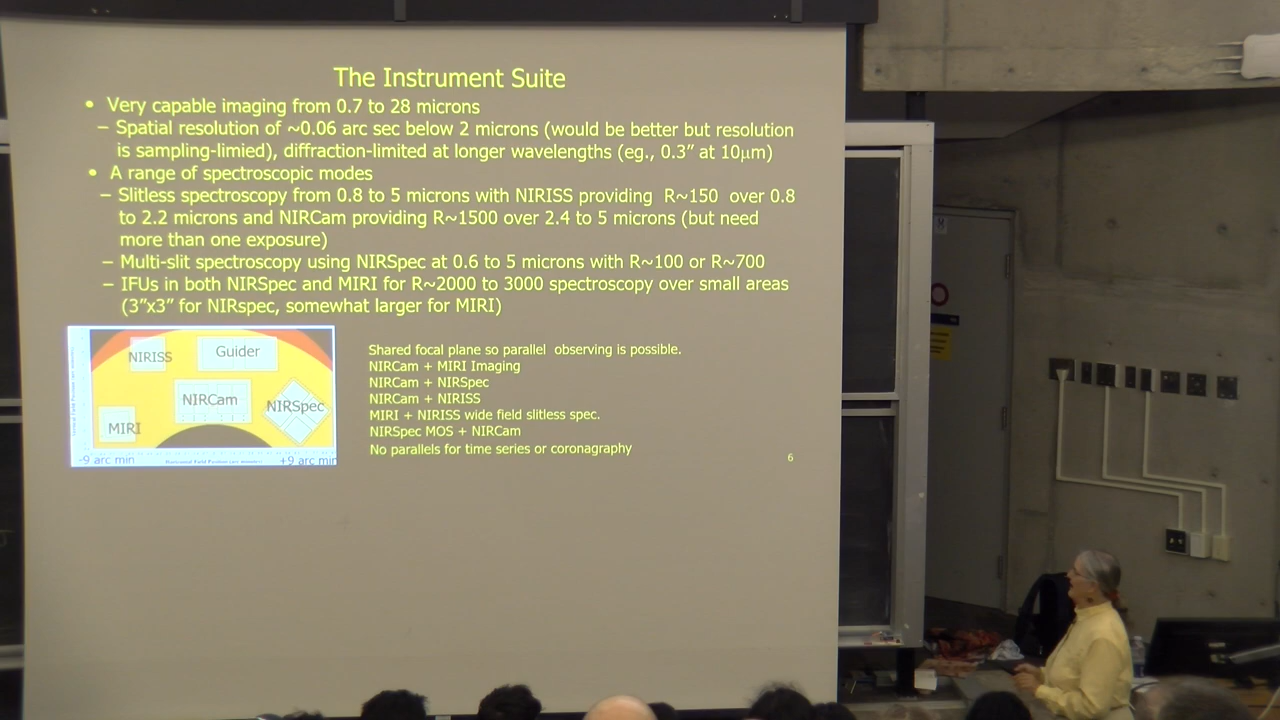 The Instrument Suite
• Very capable imaging from 0.7 to 28 microns
– Spatial resolution of ~0.06 arc sec below 2 microns (would be better but resolution
is sampling-limied), diffraction-limited at longer wavelengths (eg., 0.3” at 10μm)
• A range of spectroscopic modes
– Slitless spectroscopy from 0.8 to 5 microns with NIRISS providing R~150 over 0.8
to 2.2 microns and NIRCam providing R~1500 over 2.4 to 5 microns (but need
more than one exposure)
– Multi-slit spectroscopy using NIRSpec at 0.6 to 5 microns with R~100 or R~700
– IFUs in both NIRSpec and MIRI for R~2000 to 3000 spectroscopy over small areas
(3”x3” for NIRspec, somewhat larger for MIRI)
NIRISS
Guider
NIRCam
NIRSpec
MIRI
-9 arc min
+9 arc min
Shared focal plane so parallel observing is possible.
NIRCam + MIRI Imaging
NIRCam + NIRSpec
NIRCam + NIRISS
MIRI + NIRISS wide field slitless spec.
NIRSpec MOS + NIRCam
No parallels for time series or coronagraphy
6